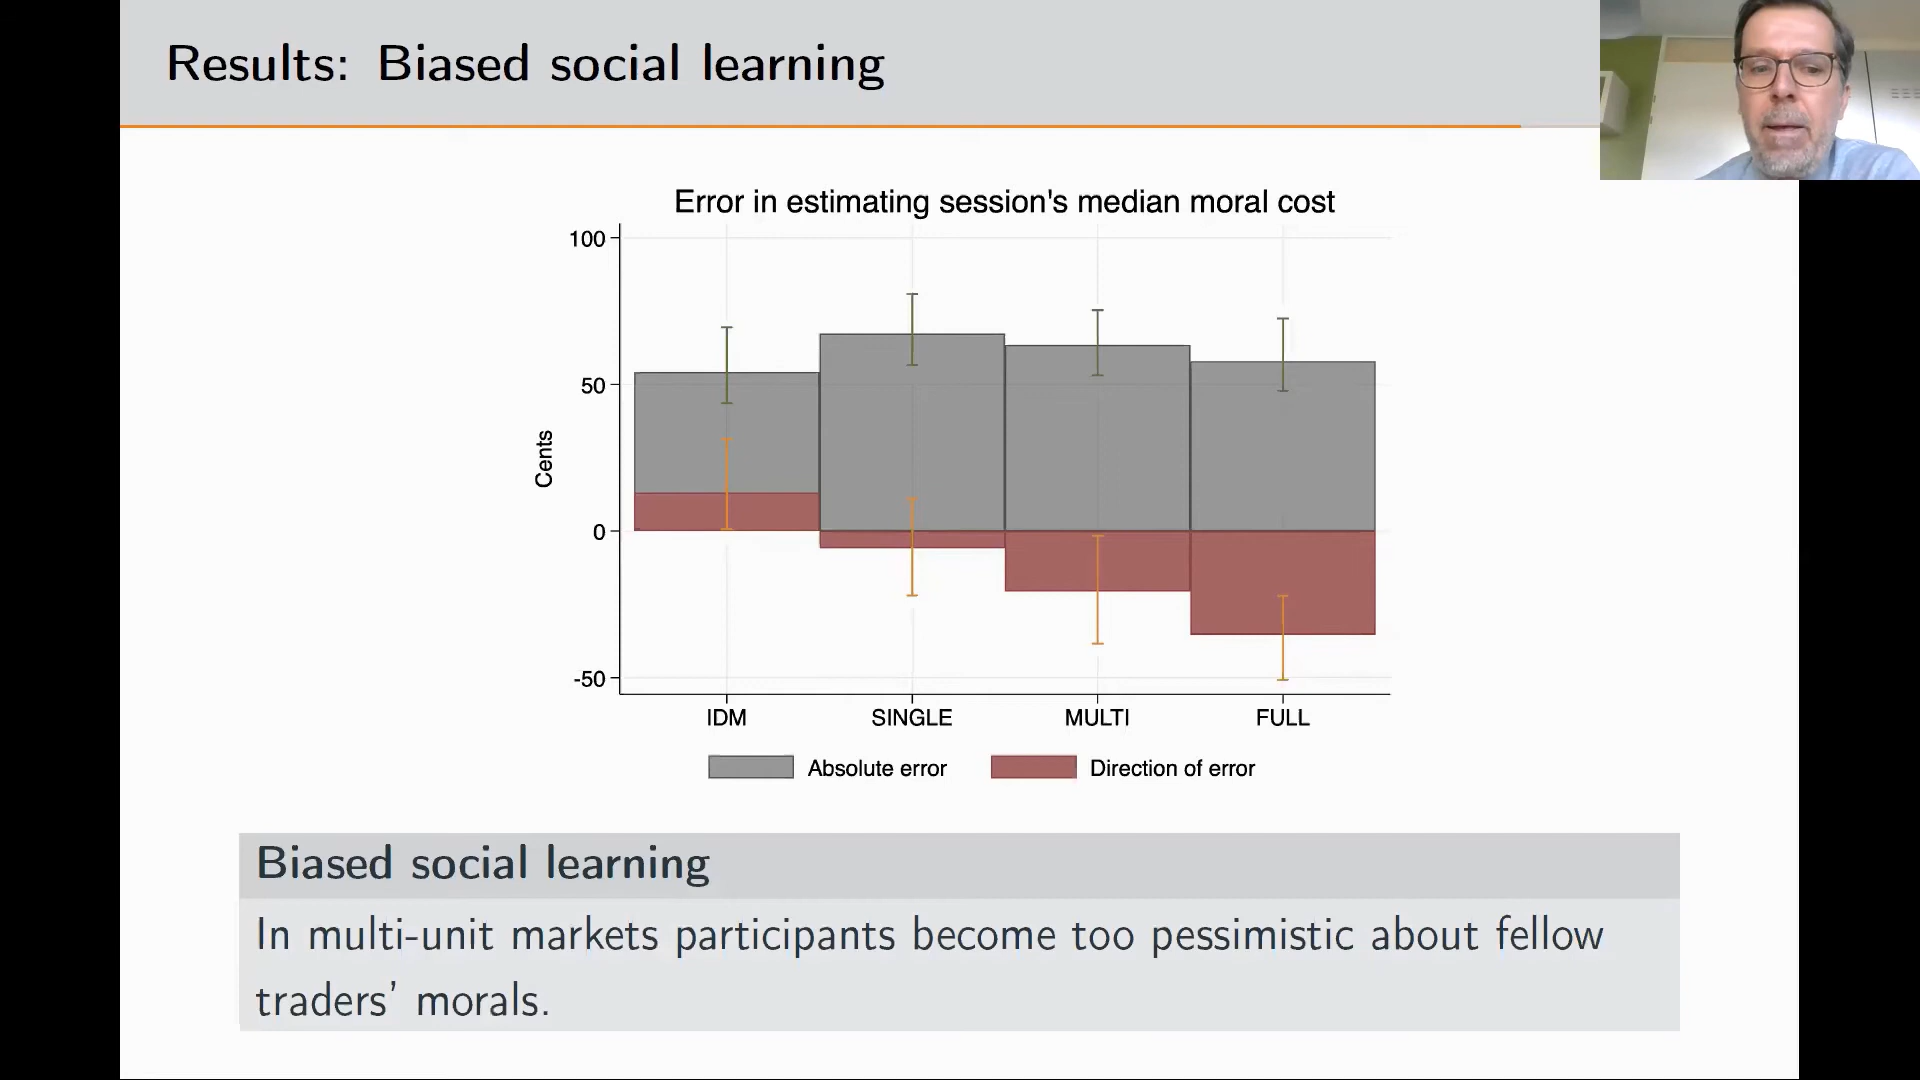 Results: Biased social learning
Error in estimating session's median moral cost
100
50
0
-50
Cents
IDM SINGLE MULTI FULL
Absolute error Direction of error
Biased social learning
In multi-unit markets participants become too pessimistic about fellow
traders' morals.